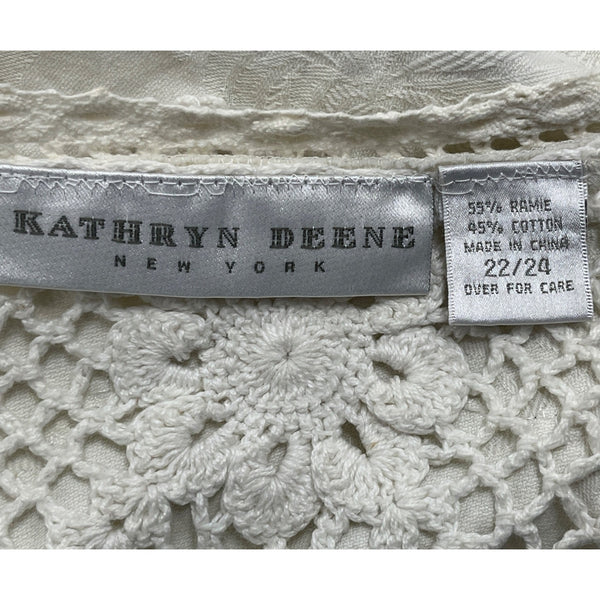 KATHRYN DEENE
NEW YORK
55% RAMIE
45% COTTON
MADE IN CHINA
22/24
OVER FOR CARE